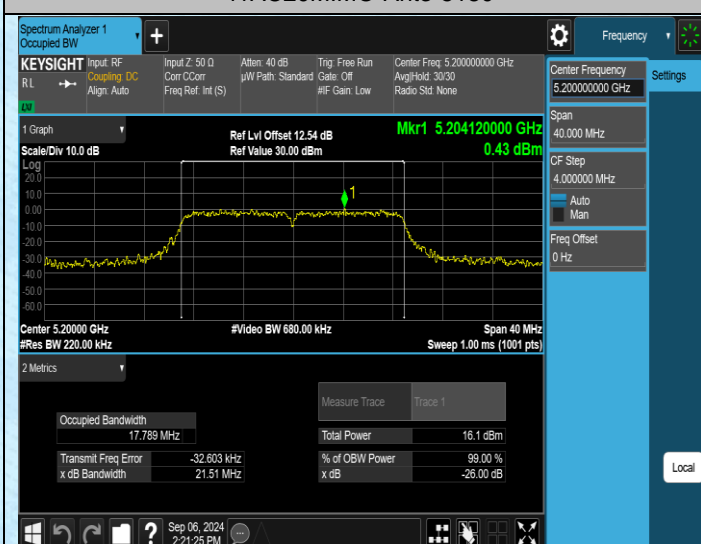 Spectrum Analyzer 1
Occupied BW
Frequency
KEYSIGHT
RL
Input: RF
Coupling: DC
Align: Auto
Input Z: 50 Ω
Corr CCorr
Freq Ref: Int (S)
Atten: 40 dB
µW Path: Standard
Trig: Free Run
Gate: Off
#IF Gain: Low
Center Freq: 5.200000000 GHz
Avg|Hold: 30/30
Radio Std: None
LXI
1 Graph
Scale/Div 10.0 dB
Ref Lvl Offset 12.54 dB
Ref Value 30.00 dBm
Mkr1 5.204120000 GHz
0.43 dBm
Log
20.0
10.0
0.00
-10.0
-20.0
-30.0
-40.0
-50.0
-60.0
1
Center 5.20000 GHz
#Video BW 680.00 kHz
Span 40 MHz
#Res BW 220.00 kHz
Sweep 1.00 ms (1001 pts)
2 Metrics
Measure Trace
Trace 1
Occupied Bandwidth
17.789 MHz
Total Power
16.1 dBm
Transmit Freq Error
-32.603 kHz
% of OBW Power
99.00 %
x dB Bandwidth
21.51 MHz
x dB
-26.00 dB
Center Frequency
5.200000000 GHz
Settings
Span
40.000 MHz
CF Step
4.000000 MHz
Auto
Man
Freq Offset
0 Hz
Local
?
Sep 06, 2024
2:21:25 PM